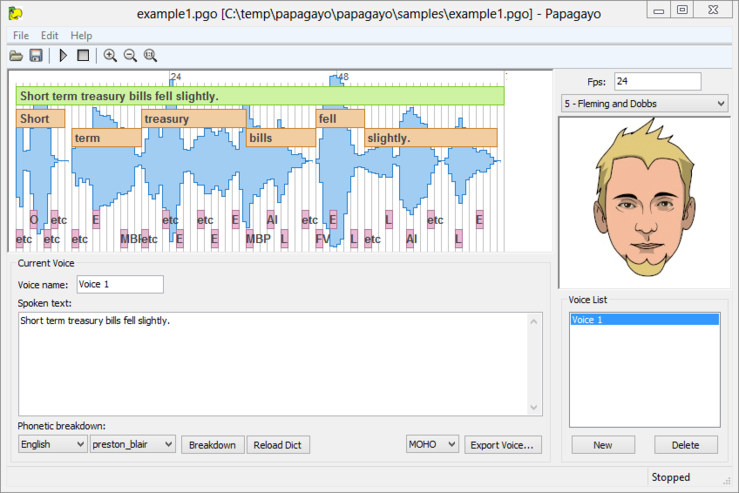 example1.pgo [C:\temp\papagayo\papagayo\samples\example1.pgo] - Papagayo
File Edit Help
24 48
Short term treasury bills fell slightly.
Short treasury fell
term bills slightly.
O etc E etc etc E AI etc E L etc E
etc etc etc MBP etc E E MBP L FV etc AI L
Fps: 24
5 - Fleming and Dobbs
Current Voice
Voice name: Voice 1
Spoken text:
Short term treasury bills fell slightly.
Phonetic breakdown:
English preston_blair Breakdown Reload Dict MOHO Export Voice...
Voice List
Voice 1
New Delete
Stopped